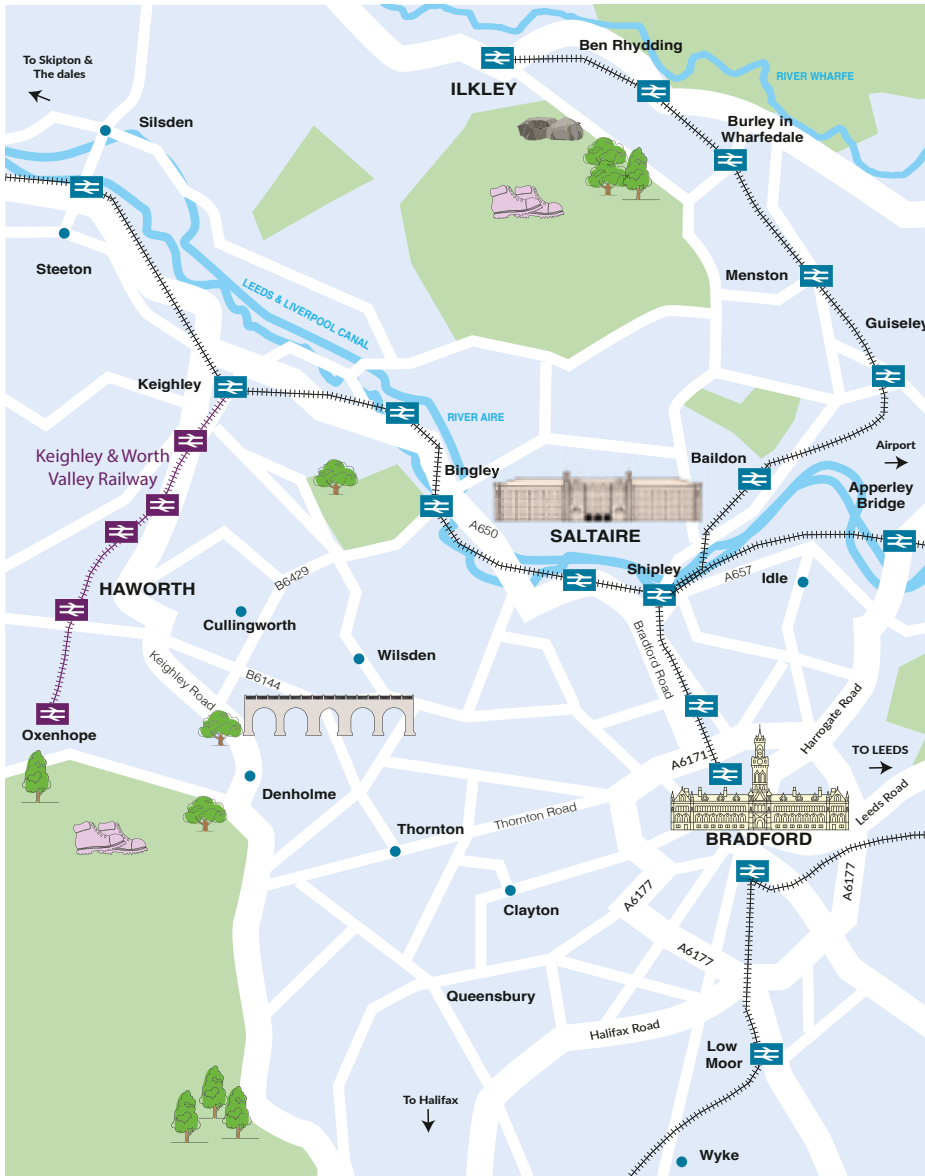 Ben Rhydding
To Skipton &
The dales
RIVER WHARFE
ILKLEY
Silsden
Burley in
Wharfedale
Steeton
Menston
LEEDS & LIVERPOOL CANAL
Guiseley
Keighley
RIVER AIRE
Keighley & Worth
Valley Railway
Bingley
Baildon
Airport
Apperley
Bridge
A650
SALTAIRE
Shipley
A657
Idle
B6429
HAWORTH
Cullingworth
Bradford Road
Wilsden
Keighley Road
B6144
Oxenhope
Harrogate Road
A6171
TO LEEDS
Denholme
Thornton Road
Leeds Road
Thornton
BRADFORD
A6177
A6177
Clayton
A6177
Queensbury
Halifax Road
Low
Moor
To Halifax
Wyke